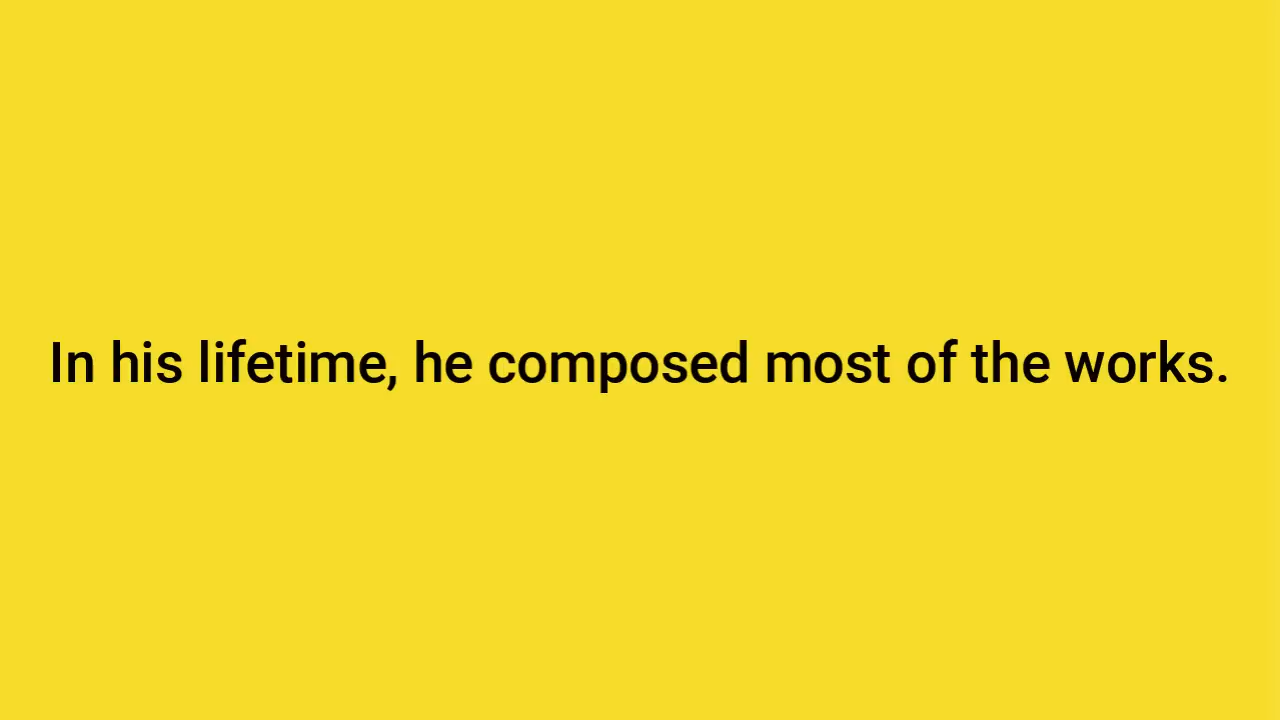 In his lifetime, he composed most of the works.